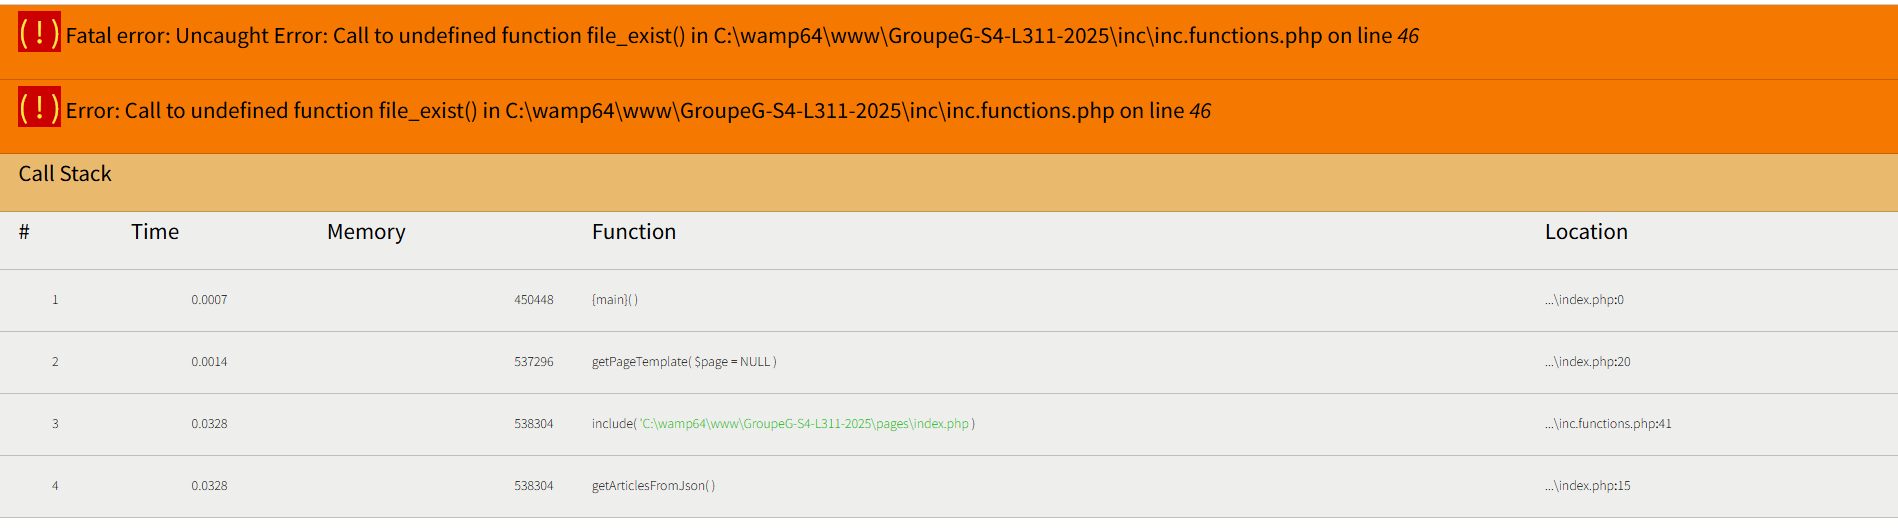 ( ! ) Fatal error: Uncaught Error: Call to undefined function file_exist() in C:\wamp64\www\GroupeG-S4-L311-2025\inc\inc.functions.php on line 46
( ! ) Error: Call to undefined function file_exist() in C:\wamp64\www\GroupeG-S4-L311-2025\inc\inc.functions.php on line 46
Call Stack
# Time Memory Function Location
1 0.0007 450448 {main}( ) ...\index.php:0
2 0.0014 537296 getPageTemplate( $page = NULL ) ...\index.php:20
3 0.0328 538304 include( 'C:\wamp64\www\GroupeG-S4-L311-2025\pages\index.php ) ...\inc.functions.php:41
4 0.0328 538304 getArticlesFromJson( ) ...\index.php:15